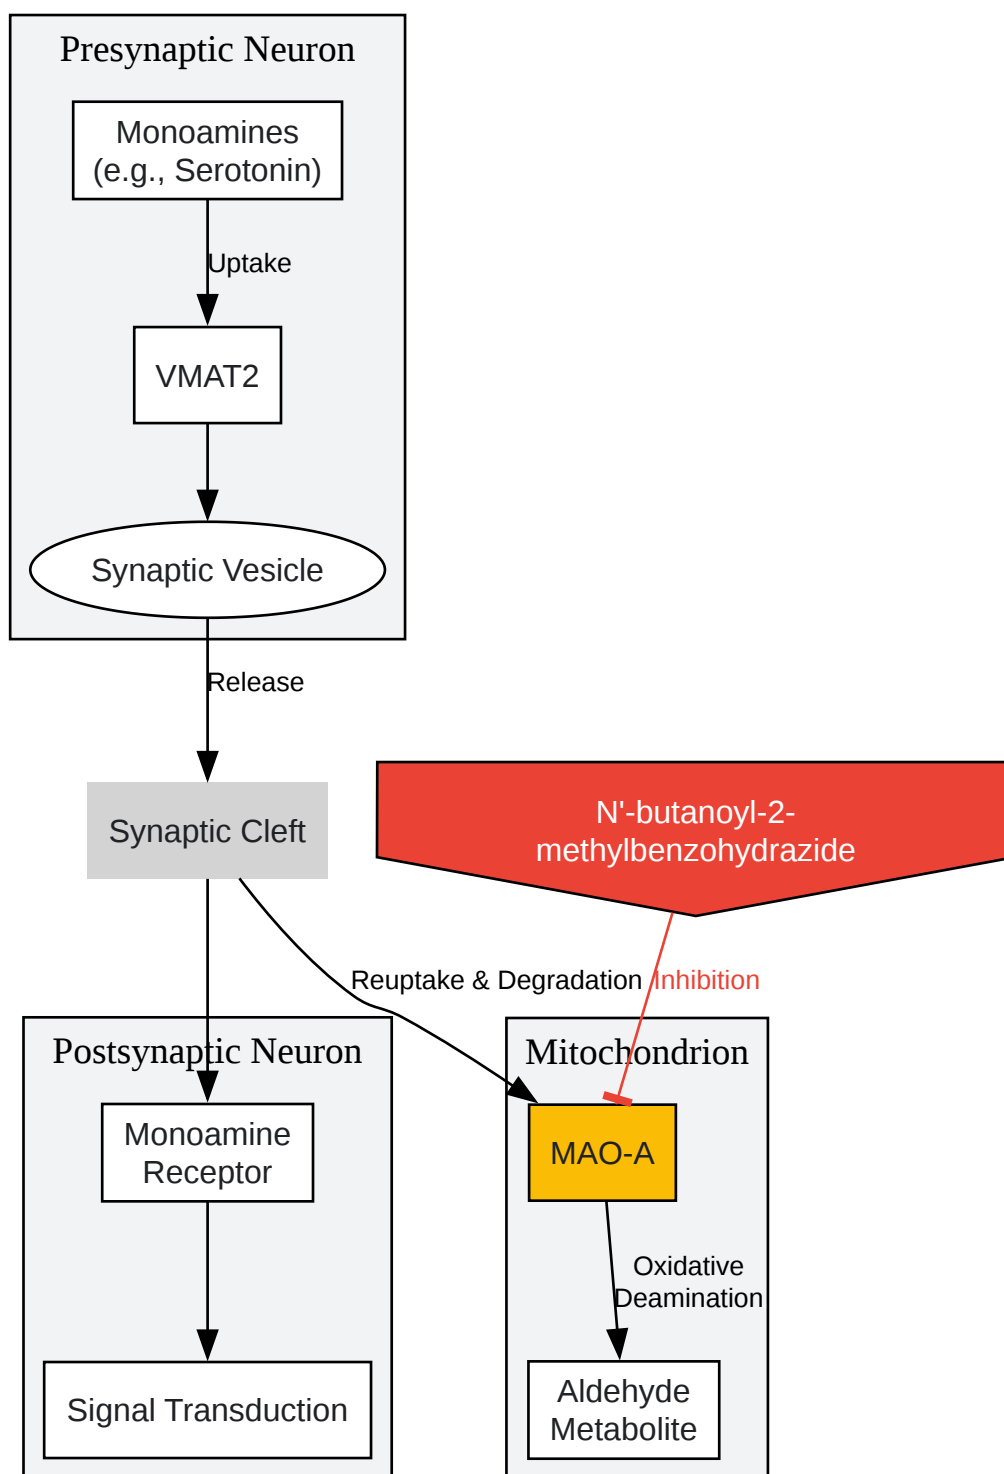 Presynaptic Neuron
Monoamines
(e.g., Serotonin)
Uptake
VMAT2
Synaptic Vesicle
Release
Synaptic Cleft
N'-butanoyl-2-
methylbenzohydrazide
Reuptake & Degradation
Inhibition
Postsynaptic Neuron
Monoamine
Receptor
Signal Transduction
Mitochondrion
MAO-A
Oxidative
Deamination
Aldehyde
Metabolite